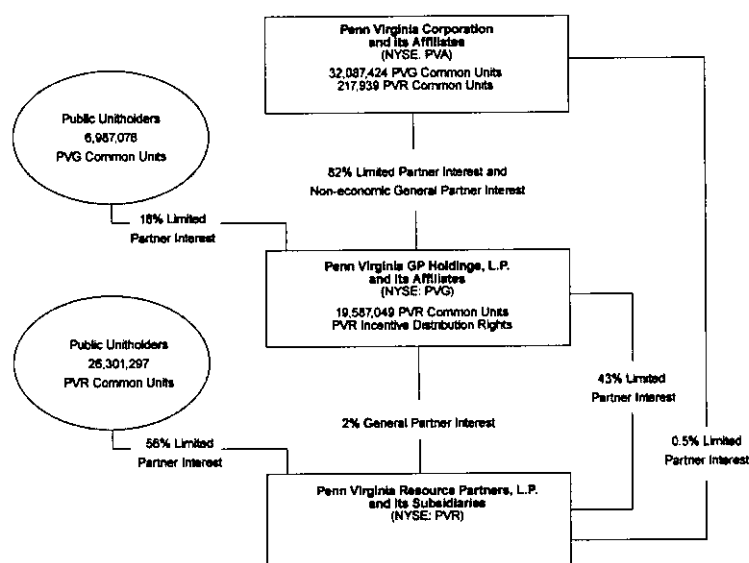 Penn Virginia Corporation
and its Affiliates
(NYSE: PVA)
32,087,424 PVG Common Units
217,939 PVR Common Units
Public Unitholders
6,987,078
PVG Common Units
82% Limited Partner Interest and
Non-economic General Partner Interest
18% Limited
Partner Interest
Penn Virginia GP Holdings, L.P.
and its Affiliates
(NYSE: PVG)
19,587,049 PVR Common Units
PVR Incentive Distribution Rights
Public Unitholders
26,301,297
PVR Common Units
43% Limited
Partner Interest
2% General Partner Interest
0.5% Limited
Partner Interest
56% Limited
Partner Interest
Penn Virginia Resource Partners, L.P.
and its Subsidiaries
(NYSE: PVR)